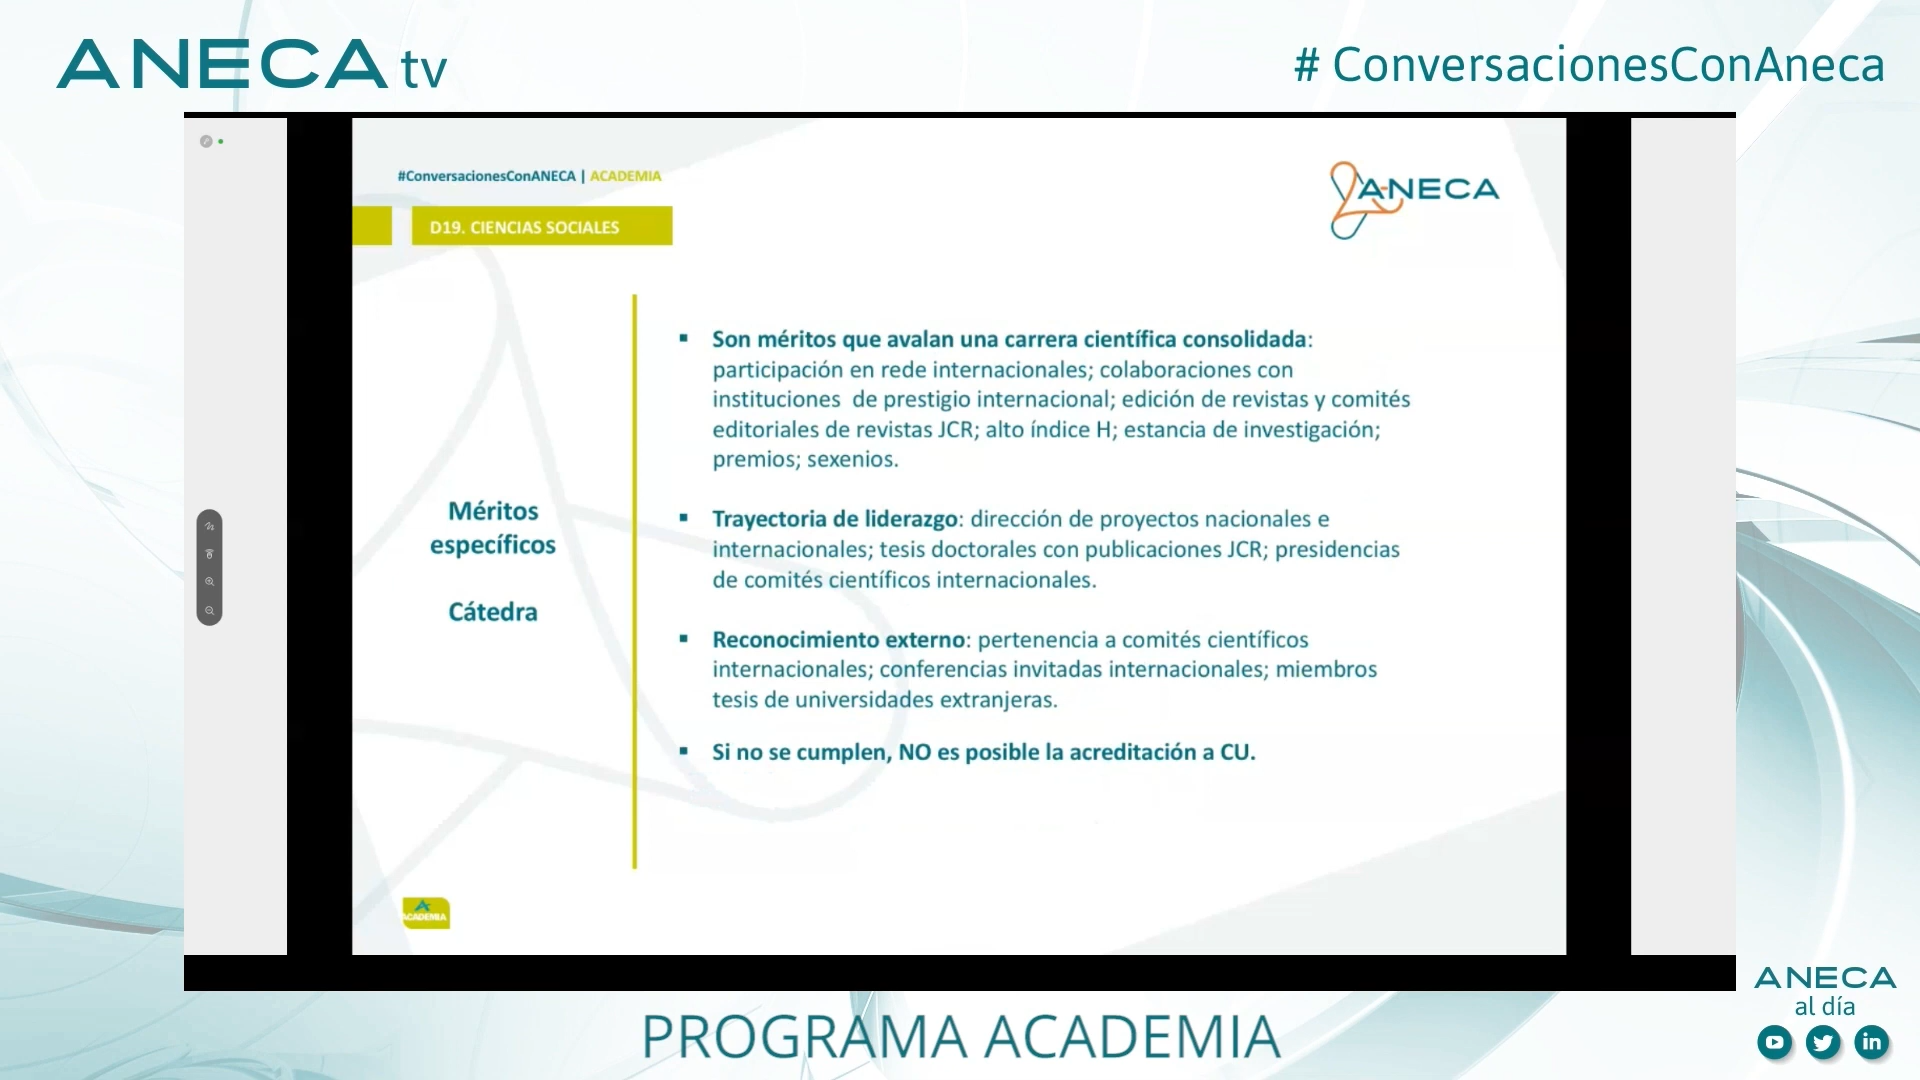 ANECA tv
# ConversacionesConAneca
#ConversacionesConANECA | ACADEMIA
ANECA
D19. CIENCIAS SOCIALES
Méritos
específicos
Cátedra
▪ Son méritos que avalan una carrera científica consolidada:
participación en rede internacionales; colaboraciones con
instituciones de prestigio internacional; edición de revistas y comités
editoriales de revistas JCR; alto índice H; estancia de investigación;
premios; sexenios.
▪ Trayectoria de liderazgo: dirección de proyectos nacionales e
internacionales; tesis doctorales con publicaciones JCR; presidencias
de comités científicos internacionales.
▪ Reconocimiento externo: pertenencia a comités científicos
internacionales; conferencias invitadas internacionales; miembros
tesis de universidades extranjeras.
▪ Si no se cumplen, NO es posible la acreditación a CU.
ACADEMIA
PROGRAMA ACADEMIA
ANECA
al día
in